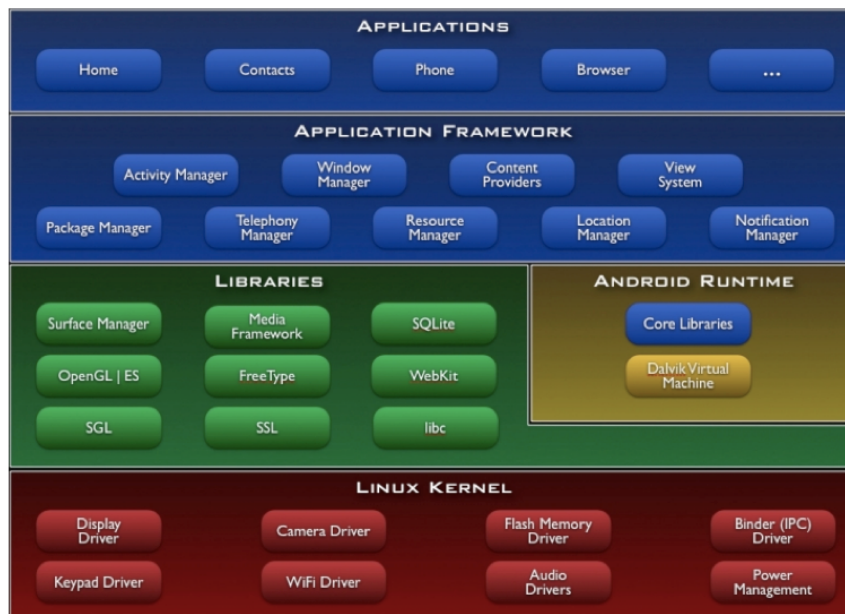 APPLICATIONS
Home
Contacts
Phone
Browser
...
APPLICATION FRAMEWORK
Activity Manager
Window
Manager
Content
Providers
View
System
Package Manager
Telephony
Manager
Resource
Manager
Location
Manager
Notification
Manager
LIBRARIES
Surface Manager
Media
Framework
SQLite
OpenGL | ES
FreeType
WebKit
SGL
SSL
libc
ANDROID RUNTIME
Core Libraries
Dalvik Virtual
Machine
LINUX KERNEL
Display
Driver
Camera Driver
Flash Memory
Driver
Binder (IPC)
Driver
Keypad Driver
WiFi Driver
Audio
Drivers
Power
Management